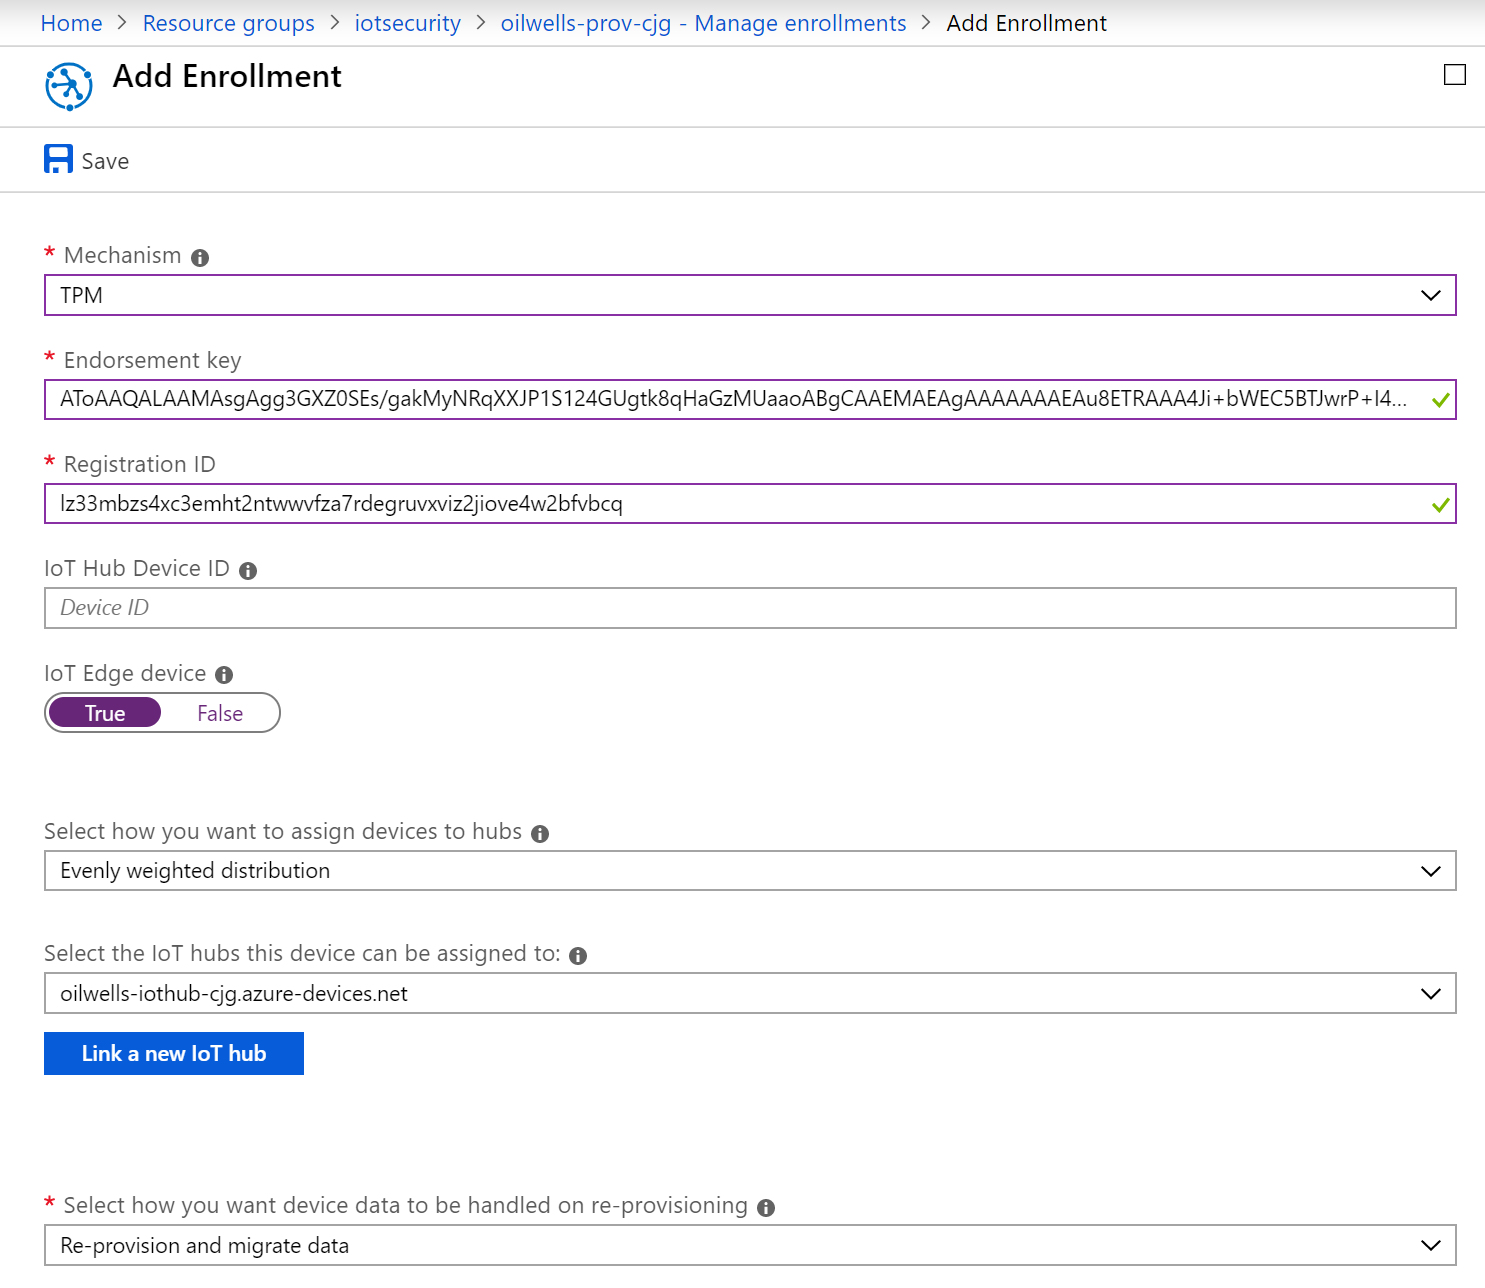 Home > Resource groups > iotsecurity > oilwells-prov-cjg - Manage enrollments > Add Enrollment
Add Enrollment
Save
* Mechanism
TPM
* Endorsement key
AToAAQALAAMAsgAgg3GXZ0SEs/gakMyNRqXXJP1S124GUgtk8qHaGzMUaaoABgCAAEMAEAgAAAAAAAEAu8ETRAAA4Ji+bWEC5BTJwrP+I4...
* Registration ID
lz33mbzs4xc3emht2ntwwvfza7rdegruvxviz2jiove4w2bfvbcq
IoT Hub Device ID
Device ID
IoT Edge device
True False
Select how you want to assign devices to hubs
Evenly weighted distribution
Select the IoT hubs this device can be assigned to:
oilwells-iothub-cjg.azure-devices.net
Link a new IoT hub
* Select how you want device data to be handled on re-provisioning
Re-provision and migrate data